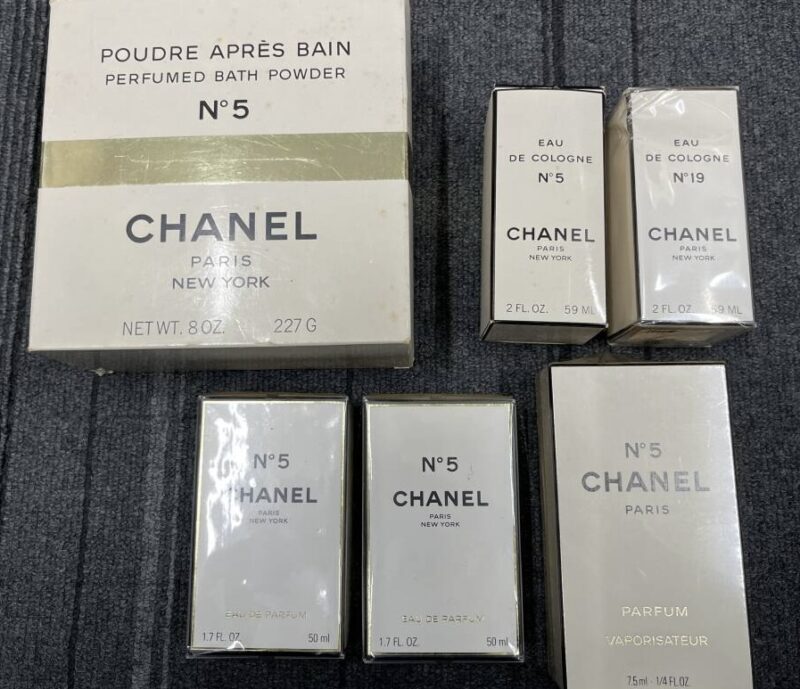 POUDRE APRÈS BAIN
PERFUMED BATH POWDER
N°5
CHANEL
PARIS
NEW YORK
NET WT. 8 OZ. 227 G
EAU
DE COLOGNE
N°5
CHANEL
PARIS
NEW YORK
2 FL. OZ. 59 ML
EAU
DE COLOGNE
N°19
CHANEL
PARIS
NEW YORK
2 FL. OZ. 59 ML
N°5
CHANEL
PARIS
NEW YORK
EAU DE PARFUM
1.7 FL. OZ. 50 ml
N°5
CHANEL
PARIS
NEW YORK
EAU DE PARFUM
1.7 FL. OZ. 50 ml
N°5
CHANEL
PARIS
PARFUM
VAPORISATEUR
7.5 ml - 1/4 FL.OZ.